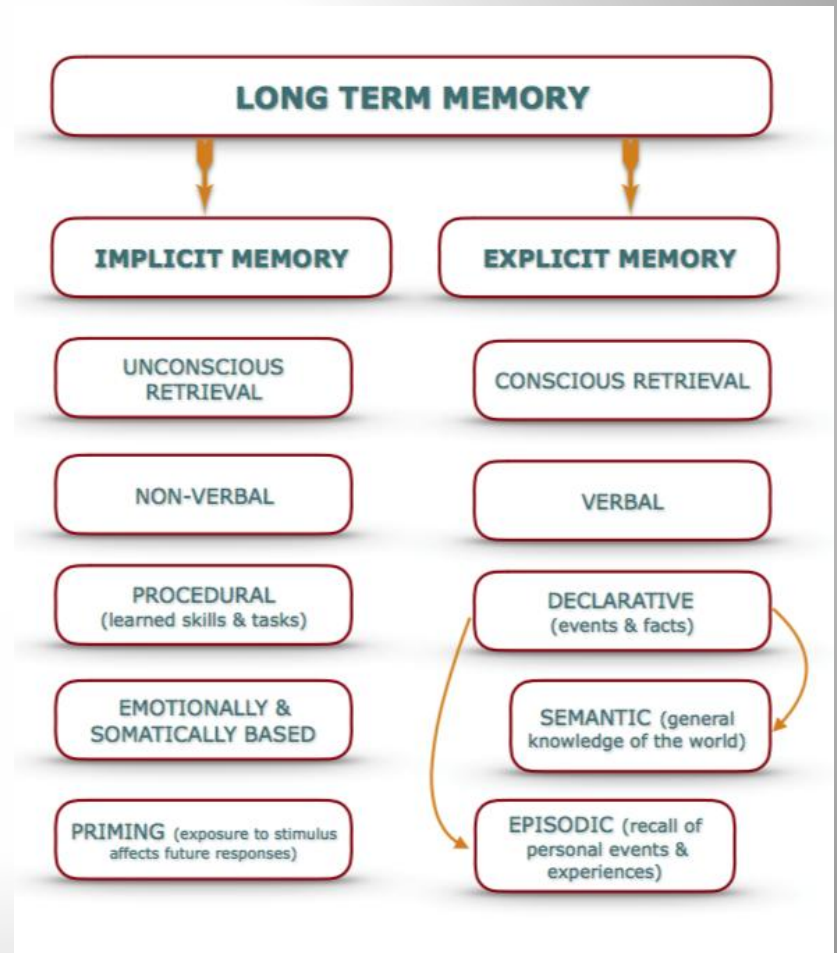 LONG TERM MEMORY
IMPLICIT MEMORY
UNCONSCIOUS
RETRIEVAL
NON-VERBAL
PROCEDURAL
(learned skills & tasks)
EMOTIONALLY &
SOMATICALLY BASED
PRIMING (exposure to stimulus
affects future responses)
EXPLICIT MEMORY
CONSCIOUS RETRIEVAL
VERBAL
DECLARATIVE
(events & facts)
SEMANTIC (general
knowledge of the world)
EPISODIC (recall of
personal events &
experiences)